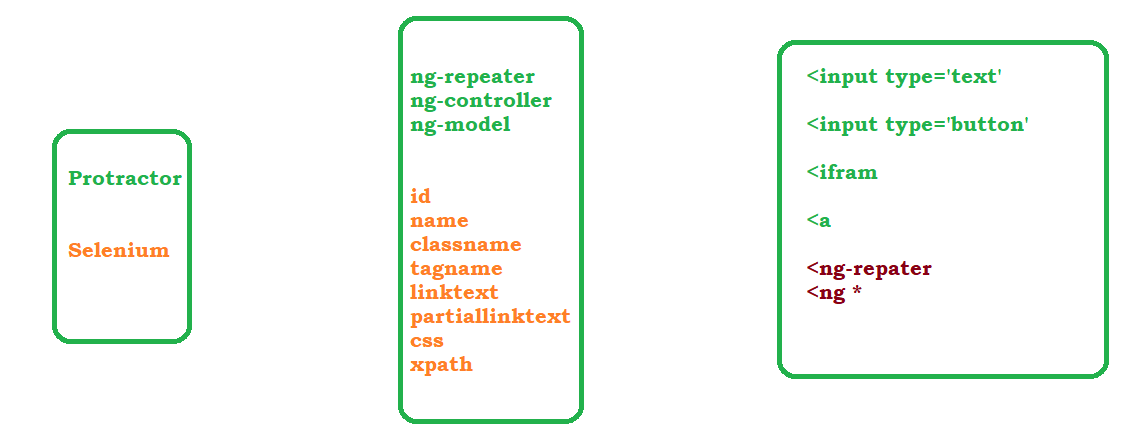 Protractor
Selenium
ng-repeater
ng-controller
ng-model
id
name
classname
tagname
linktext
partiallinktext
css
xpath
<input type='text'
<input type='button'
<ifram
<a
<ng-repater
<ng *